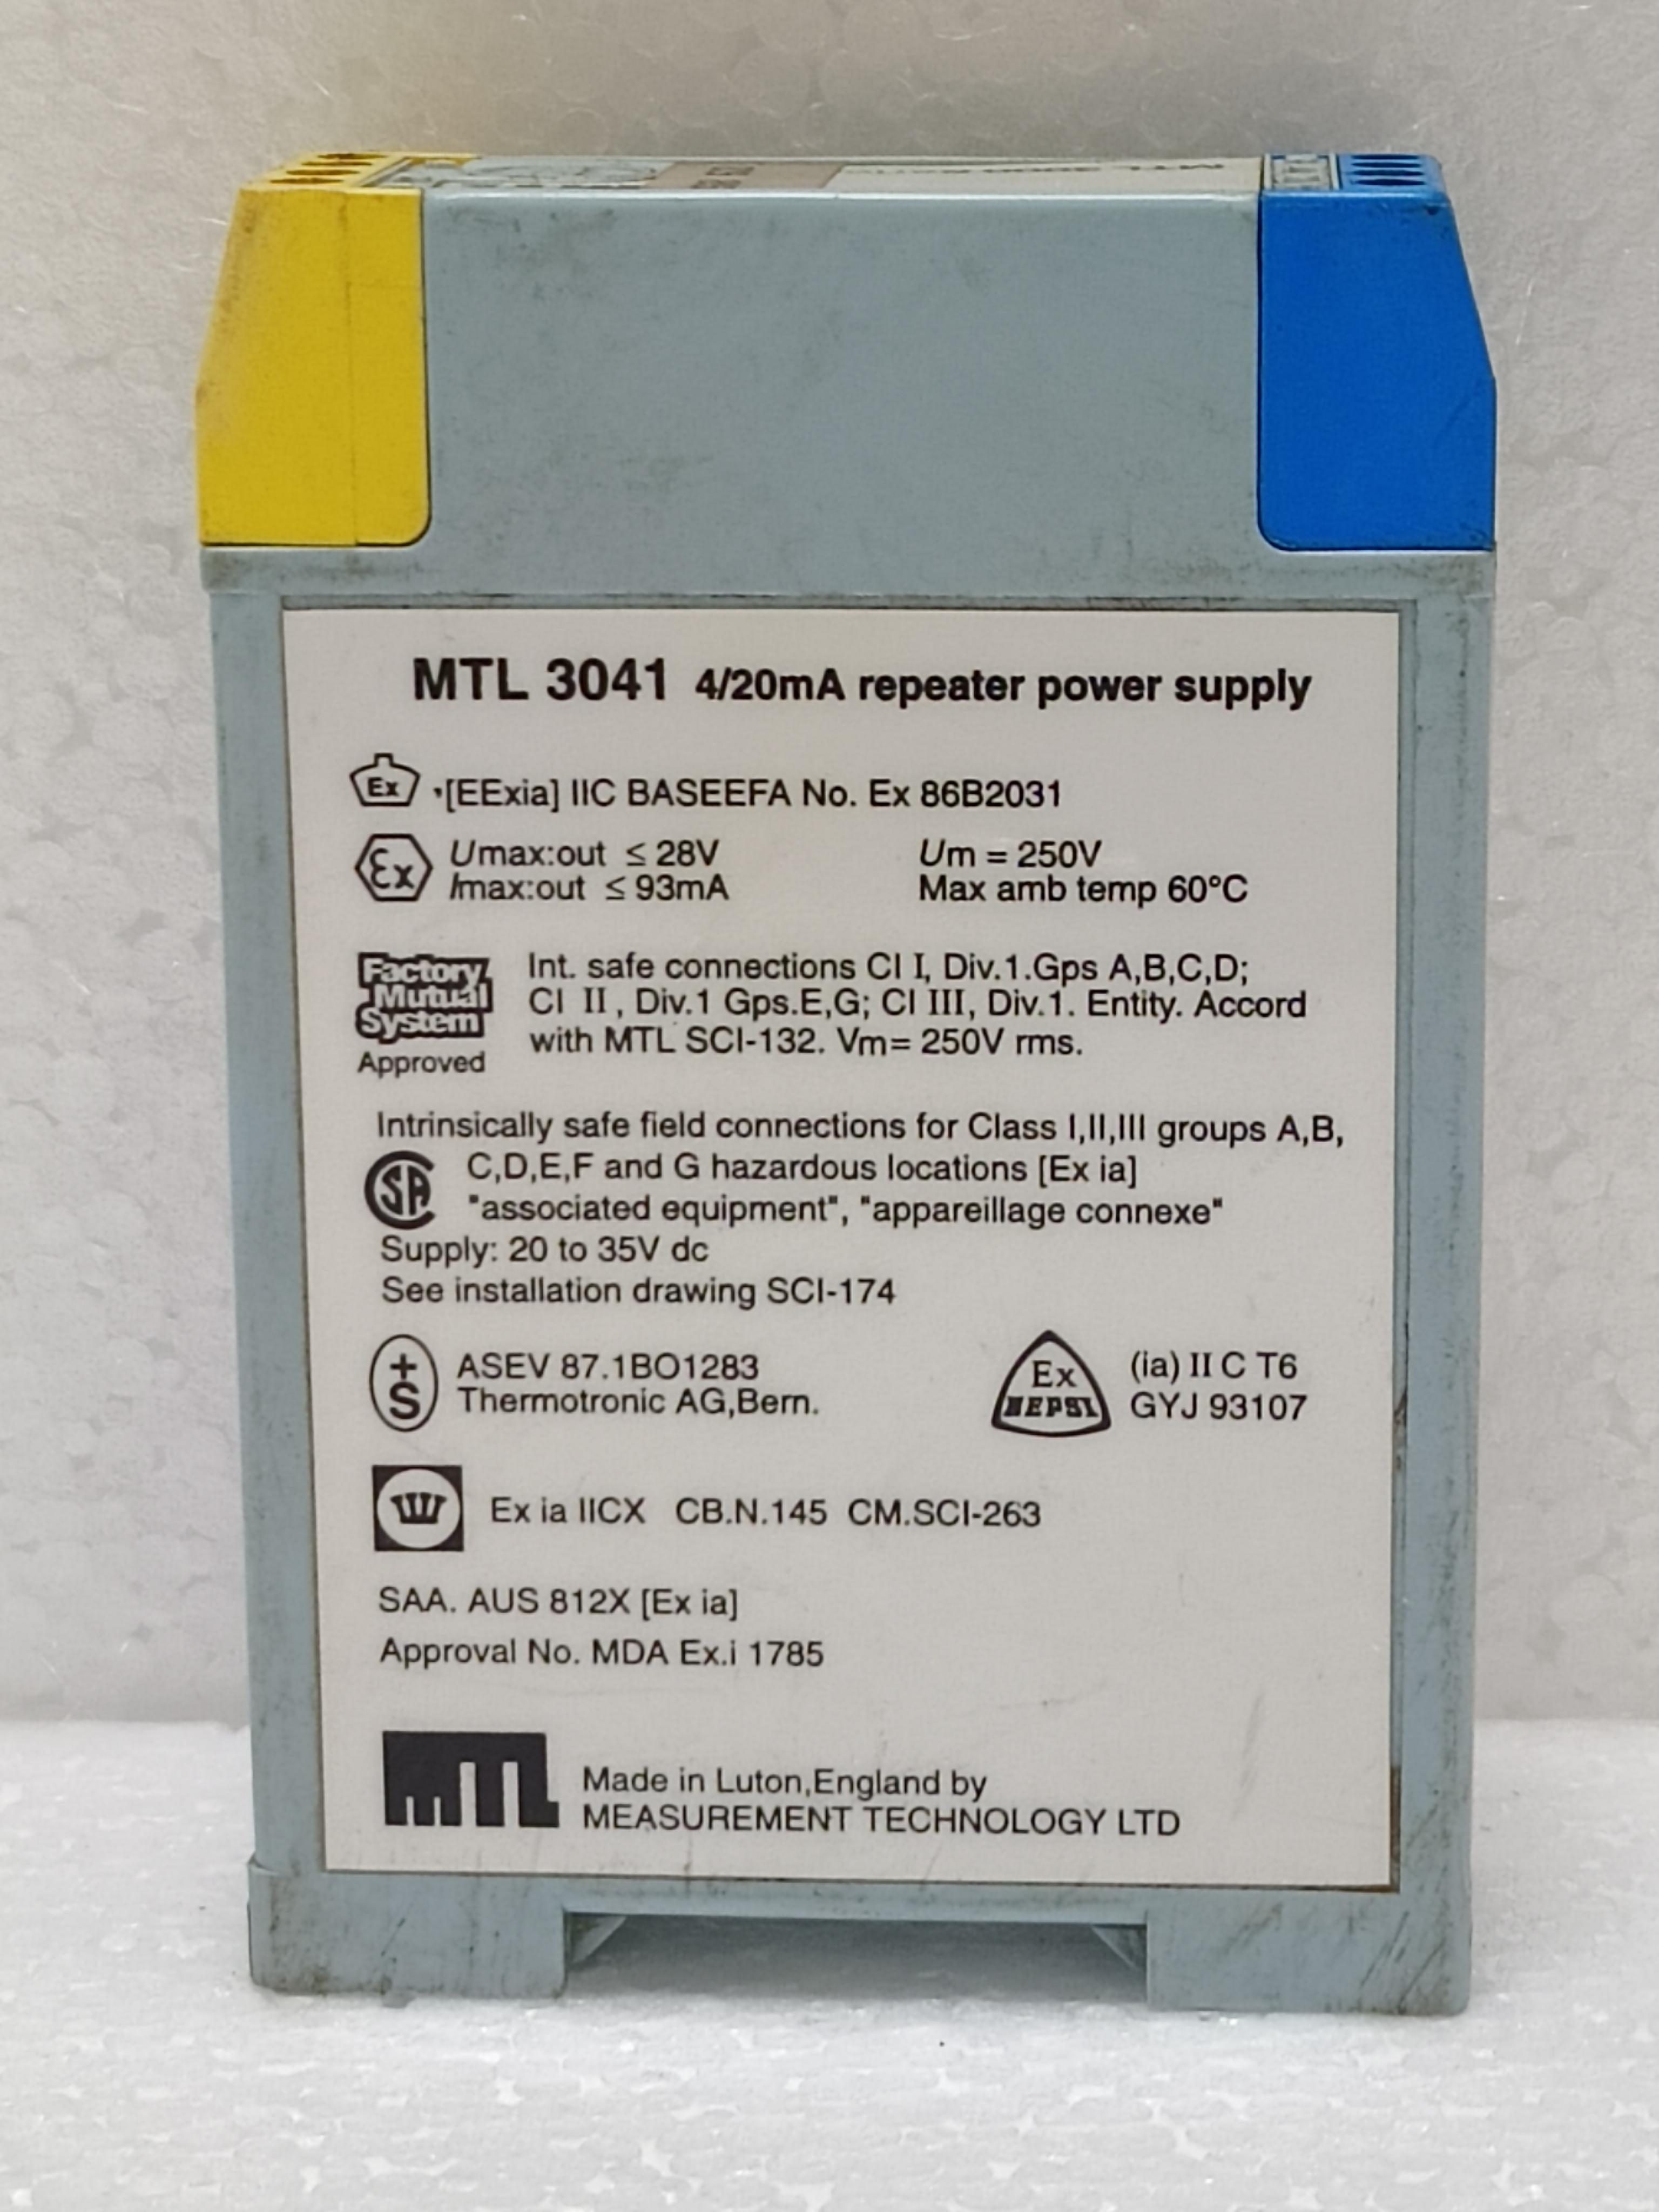 MTL 3041 4/20mA repeater power supply
Ex [EExia] IIC BASEEFA No. Ex 86B2031
Ex Umax:out ≤ 28V Um = 250V
Imax:out ≤ 93mA Max amb temp 60°C
Factory
Mutual
System
Approved
Int. safe connections Cl I, Div.1.Gps A,B,C,D;
Cl II , Div.1 Gps.E,G; Cl III, Div.1. Entity. Accord
with MTL SCI-132. Vm= 250V rms.
Intrinsically safe field connections for Class I,II,III groups A,B,
SA C,D,E,F and G hazardous locations [Ex ia]
"associated equipment", "appareillage connexe"
Supply: 20 to 35V dc
See installation drawing SCI-174
+
S
ASEV 87.1BO1283
Thermotronic AG,Bern.
Ex
NEPSI
(ia) II C T6
GYJ 93107
Ex ia IICX CB.N.145 CM.SCI-263
SAA. AUS 812X [Ex ia]
Approval No. MDA Ex.i 1785
MTL
Made in Luton,England by
MEASUREMENT TECHNOLOGY LTD